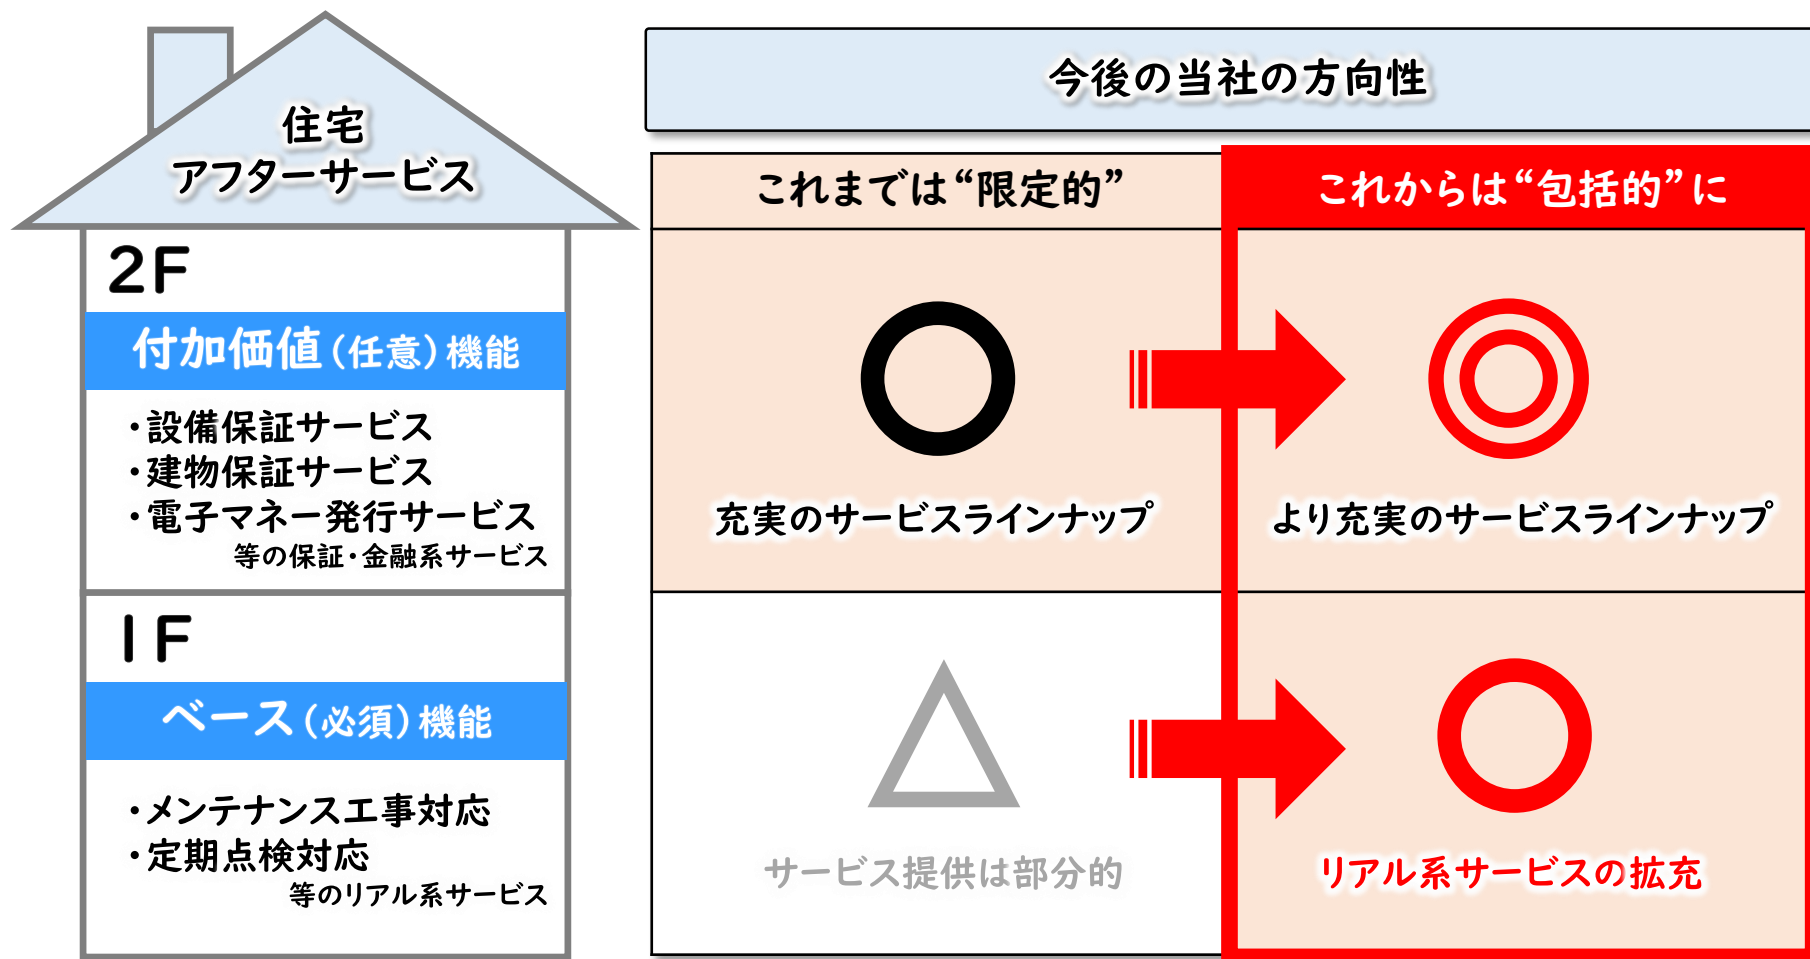 住宅
アフターサービス
2F
付加価値(任意)機能
・設備保証サービス
・建物保証サービス
・電子マネー発行サービス
等の保証・金融系サービス
1F
ベース(必須)機能
・メンテナンス工事対応
・定期点検対応
等のリアル系サービス
今後の当社の方向性
これまでは“限定的”
これからは“包括的”に
充実のサービスラインナップ
より充実のサービスラインナップ
サービス提供は部分的
リアル系サービスの拡充